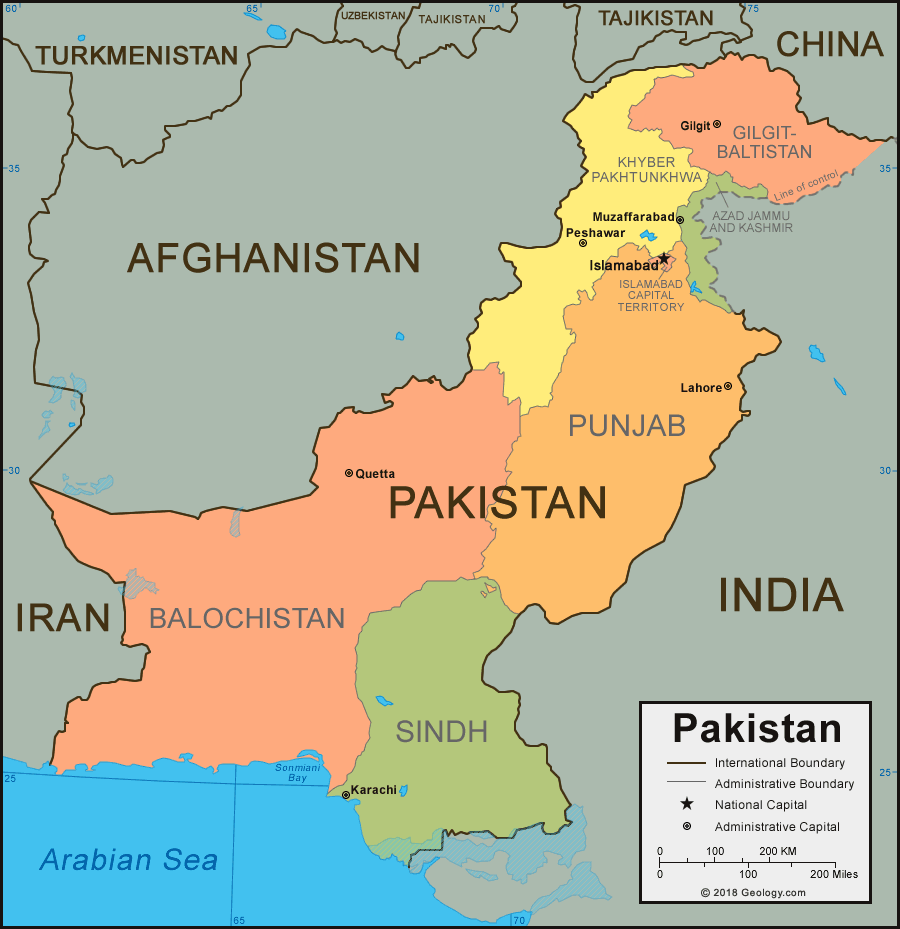 60
65
70
75
UZBEKISTAN
TAJIKISTAN
TAJIKISTAN
CHINA
TURKMENISTAN
Gilgit
GILGIT-
BALTISTAN
35
35
KHYBER
PAKHTUNKHWA
Line of control
Muzaffarabad
AZAD JAMMU
AND KASHMIR
Peshawar
AFGHANISTAN
Islamabad
ISLAMABAD
CAPITAL
TERRITORY
Lahore
PUNJAB
30
30
Quetta
PAKISTAN
INDIA
IRAN
BALOCHISTAN
SINDH
Sonmiani
Bay
25
25
Karachi
Arabian Sea
65
70
Pakistan
International Boundary
Administrative Boundary
National Capital
Administrative Capital
0 100 200 KM
0 100 200 Miles
© 2018 Geology.com